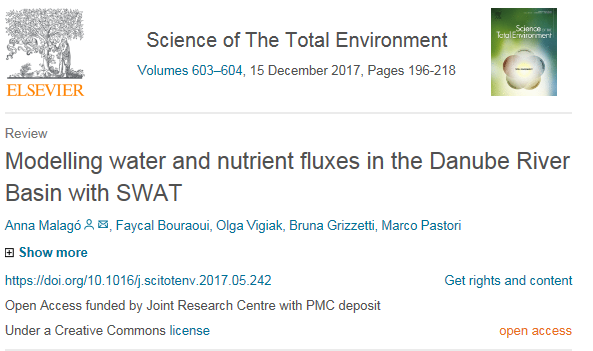 ELSEVIER
Science of The Total Environment
Volumes 603–604, 15 December 2017, Pages 196-218
Science of the
Total Environment
Review
Modelling water and nutrient fluxes in the Danube River
Basin with SWAT
Anna Malagó, Faycal Bouraoui, Olga Vigiak, Bruna Grizzetti, Marco Pastori
Show more
https://doi.org/10.1016/j.scitotenv.2017.05.242
Get rights and content
Open Access funded by Joint Research Centre with PMC deposit
Under a Creative Commons license
open access